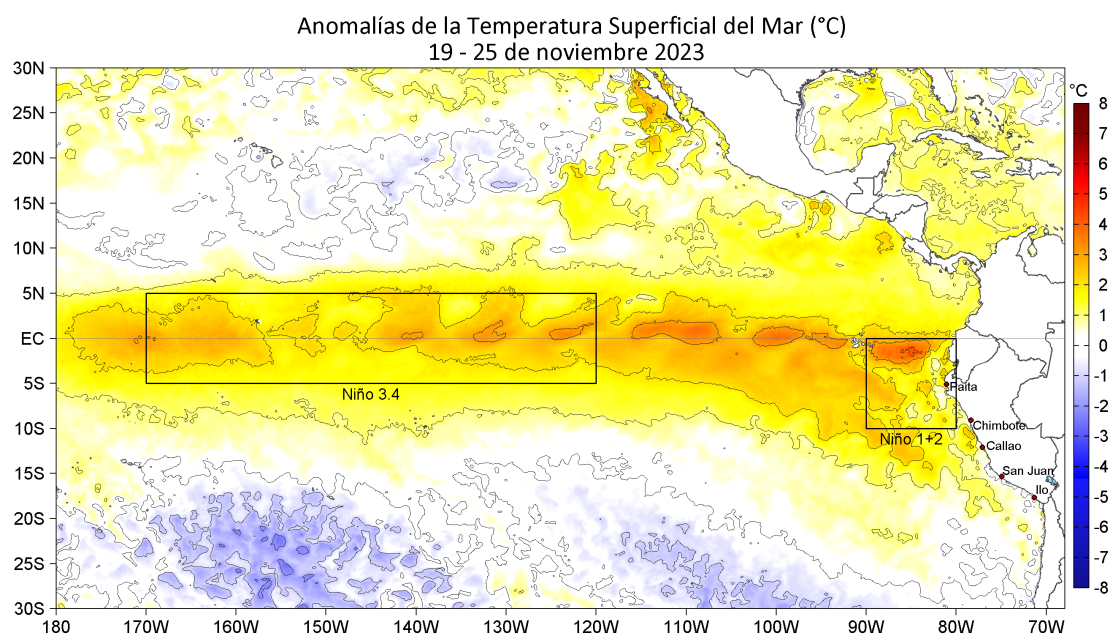 Anomalías de la Temperatura Superficial del Mar (°C)
19 - 25 de noviembre 2023
30N
25N
20N
15N
10N
5N
EC
5S
10S
15S
20S
25S
30S
180
170W
160W
150W
140W
130W
120W
110W
100W
90W
80W
70W
Niño 3.4
Niño 1+2
Paita
Chimbote
Callao
San Juan
Ilo
°C
8
7
6
5
4
3
2
1
0
-1
-2
-3
-4
-5
-6
-7
-8